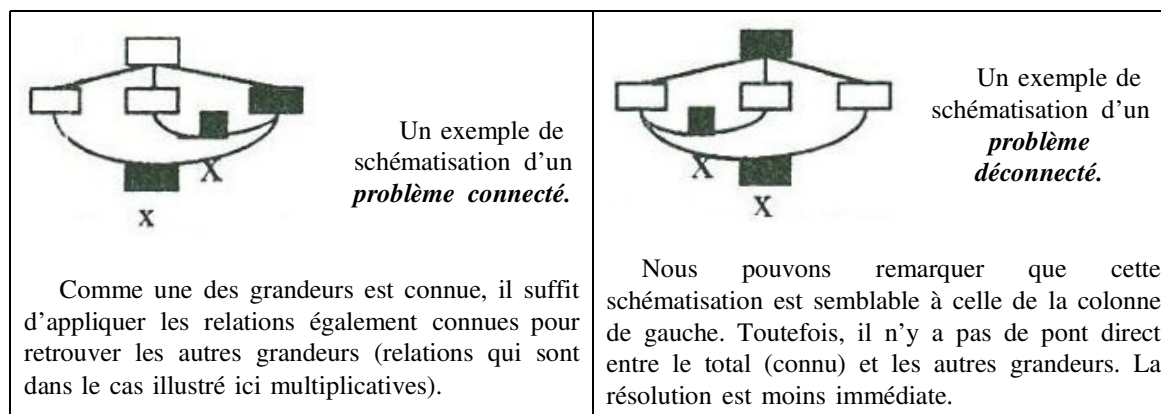 X
x
Un exemple de
schématisation d'un
problème connecté.
Comme une des grandeurs est connue, il suffit
d'appliquer les relations également connues pour
retrouver les autres grandeurs (relations qui sont
dans le cas illustré ici multiplicatives).
X
X
Un exemple de
schématisation d'un
problème
déconnecté.
Nous pouvons remarquer que cette
schématisation est semblable à celle de la colonne
de gauche. Toutefois, il n'y a pas de pont direct
entre le total (connu) et les autres grandeurs. La
résolution est moins immédiate.